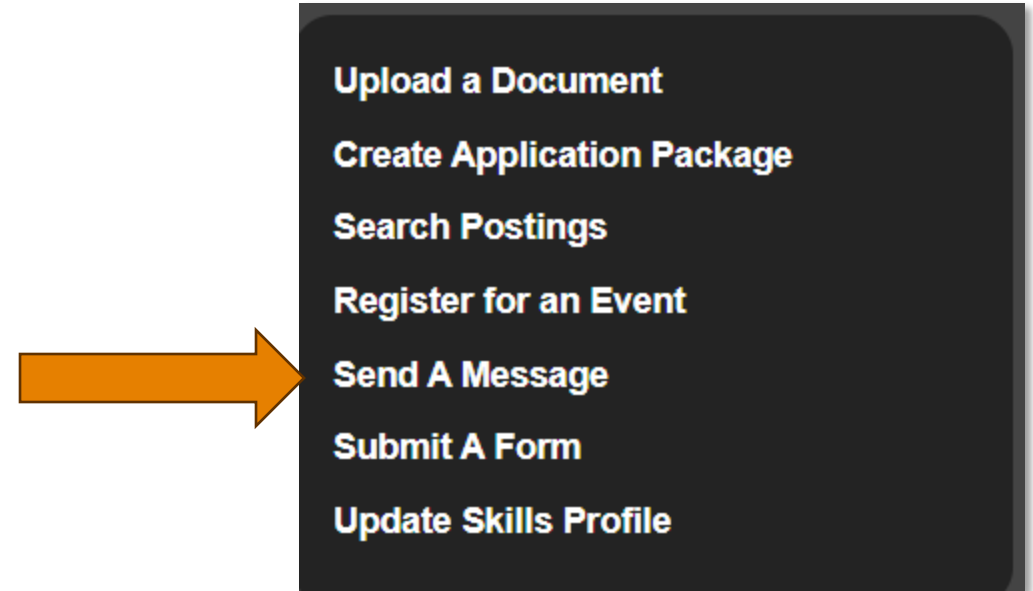 Upload a Document
Create Application Package
Search Postings
Register for an Event
Send A Message
Submit A Form
Update Skills Profile